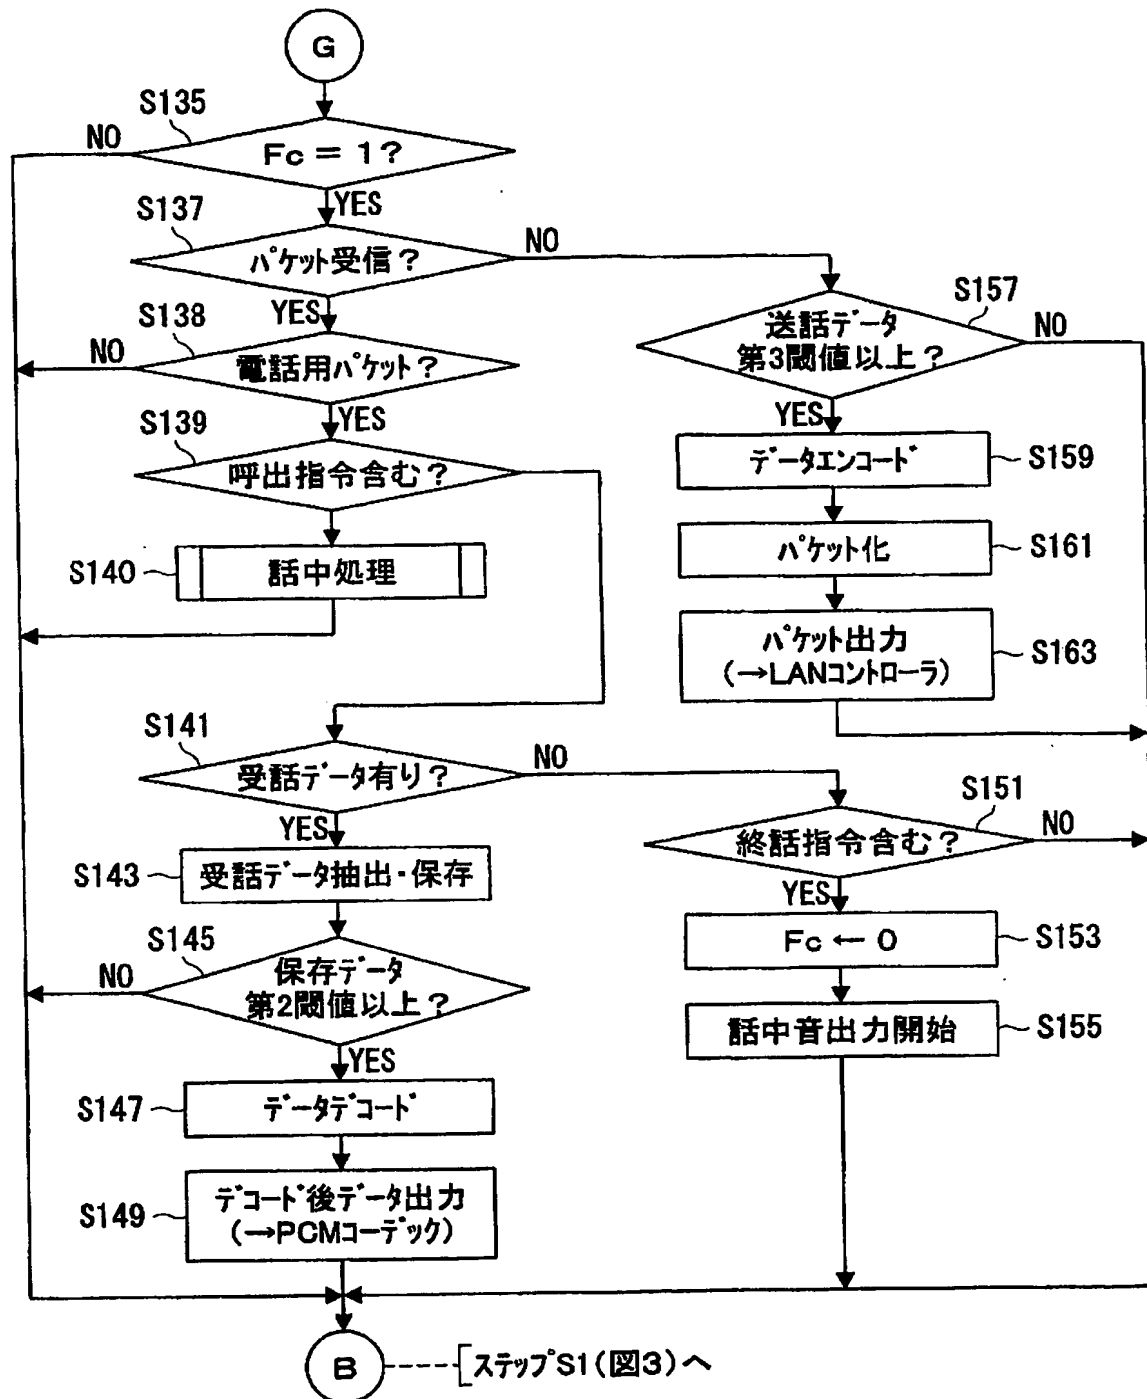 G
S135
NO
Fc = 1?
YES
S137
パケット受信?
NO
YES
S138
NO
電話用パケット?
YES
S139
呼出指令含む?
S140
話中処理
S157
送話データ
第3閾値以上?
NO
YES
データエンコード
S159
パケット化
S161
パケット出力
(→LANコントローラ)
S163
S141
受話データ有り?
NO
YES
S143
受話データ抽出・保存
S145
NO
保存データ
第2閾値以上?
YES
S147
データデコード
S149
デコード後データ出力
(→PCMコーデック)
S151
終話指令含む?
NO
YES
Fc ← 0
S153
話中音出力開始
S155
B
ステップS1(図3)へ